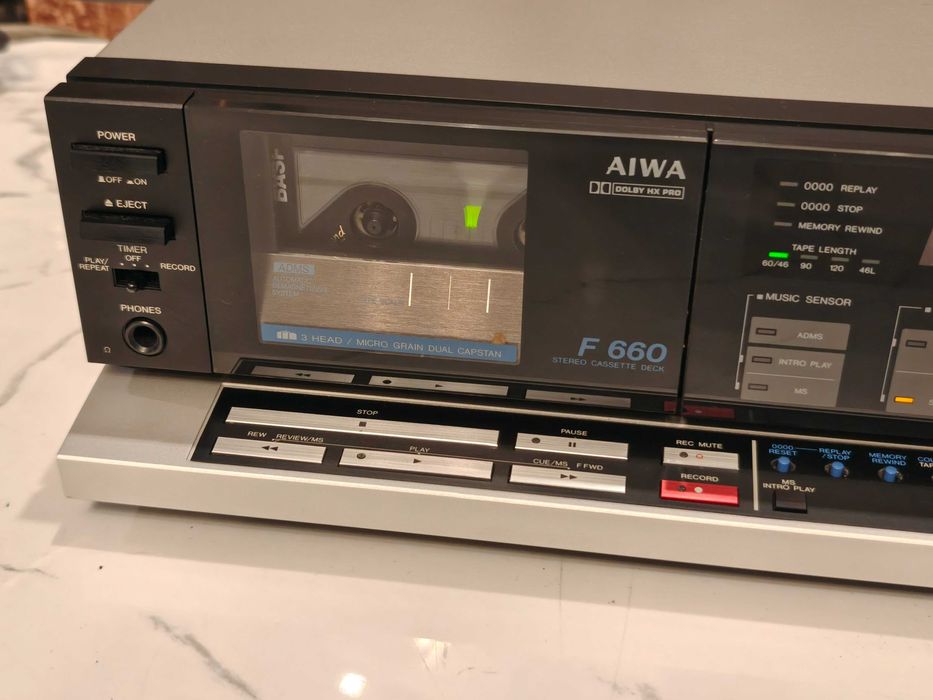 POWER
OFF ON
EJECT
TIMER
OFF
PLAY/
REPEAT
RECORD
PHONES
Ω
BASF
ADMS
AUTOMATIC
DEMAGNETIZING
SYSTEM
3 HEAD / MICRO GRAIN DUAL CAPSTAN
AIWA
DOLBY HX PRO
F 660
STEREO CASSETTE DECK
0000 REPLAY
0000 STOP
MEMORY REWIND
TAPE LENGTH
60/46 90 120 46L
MUSIC SENSOR
ADMS
INTRO PLAY
MS
STOP
REW REVIEW/MS
PLAY
PAUSE
CUE/MS F FWD
REC MUTE
RECORD
0000
RESET
REPLAY
/STOP
MEMORY
REWIND
MS
INTRO PLAY